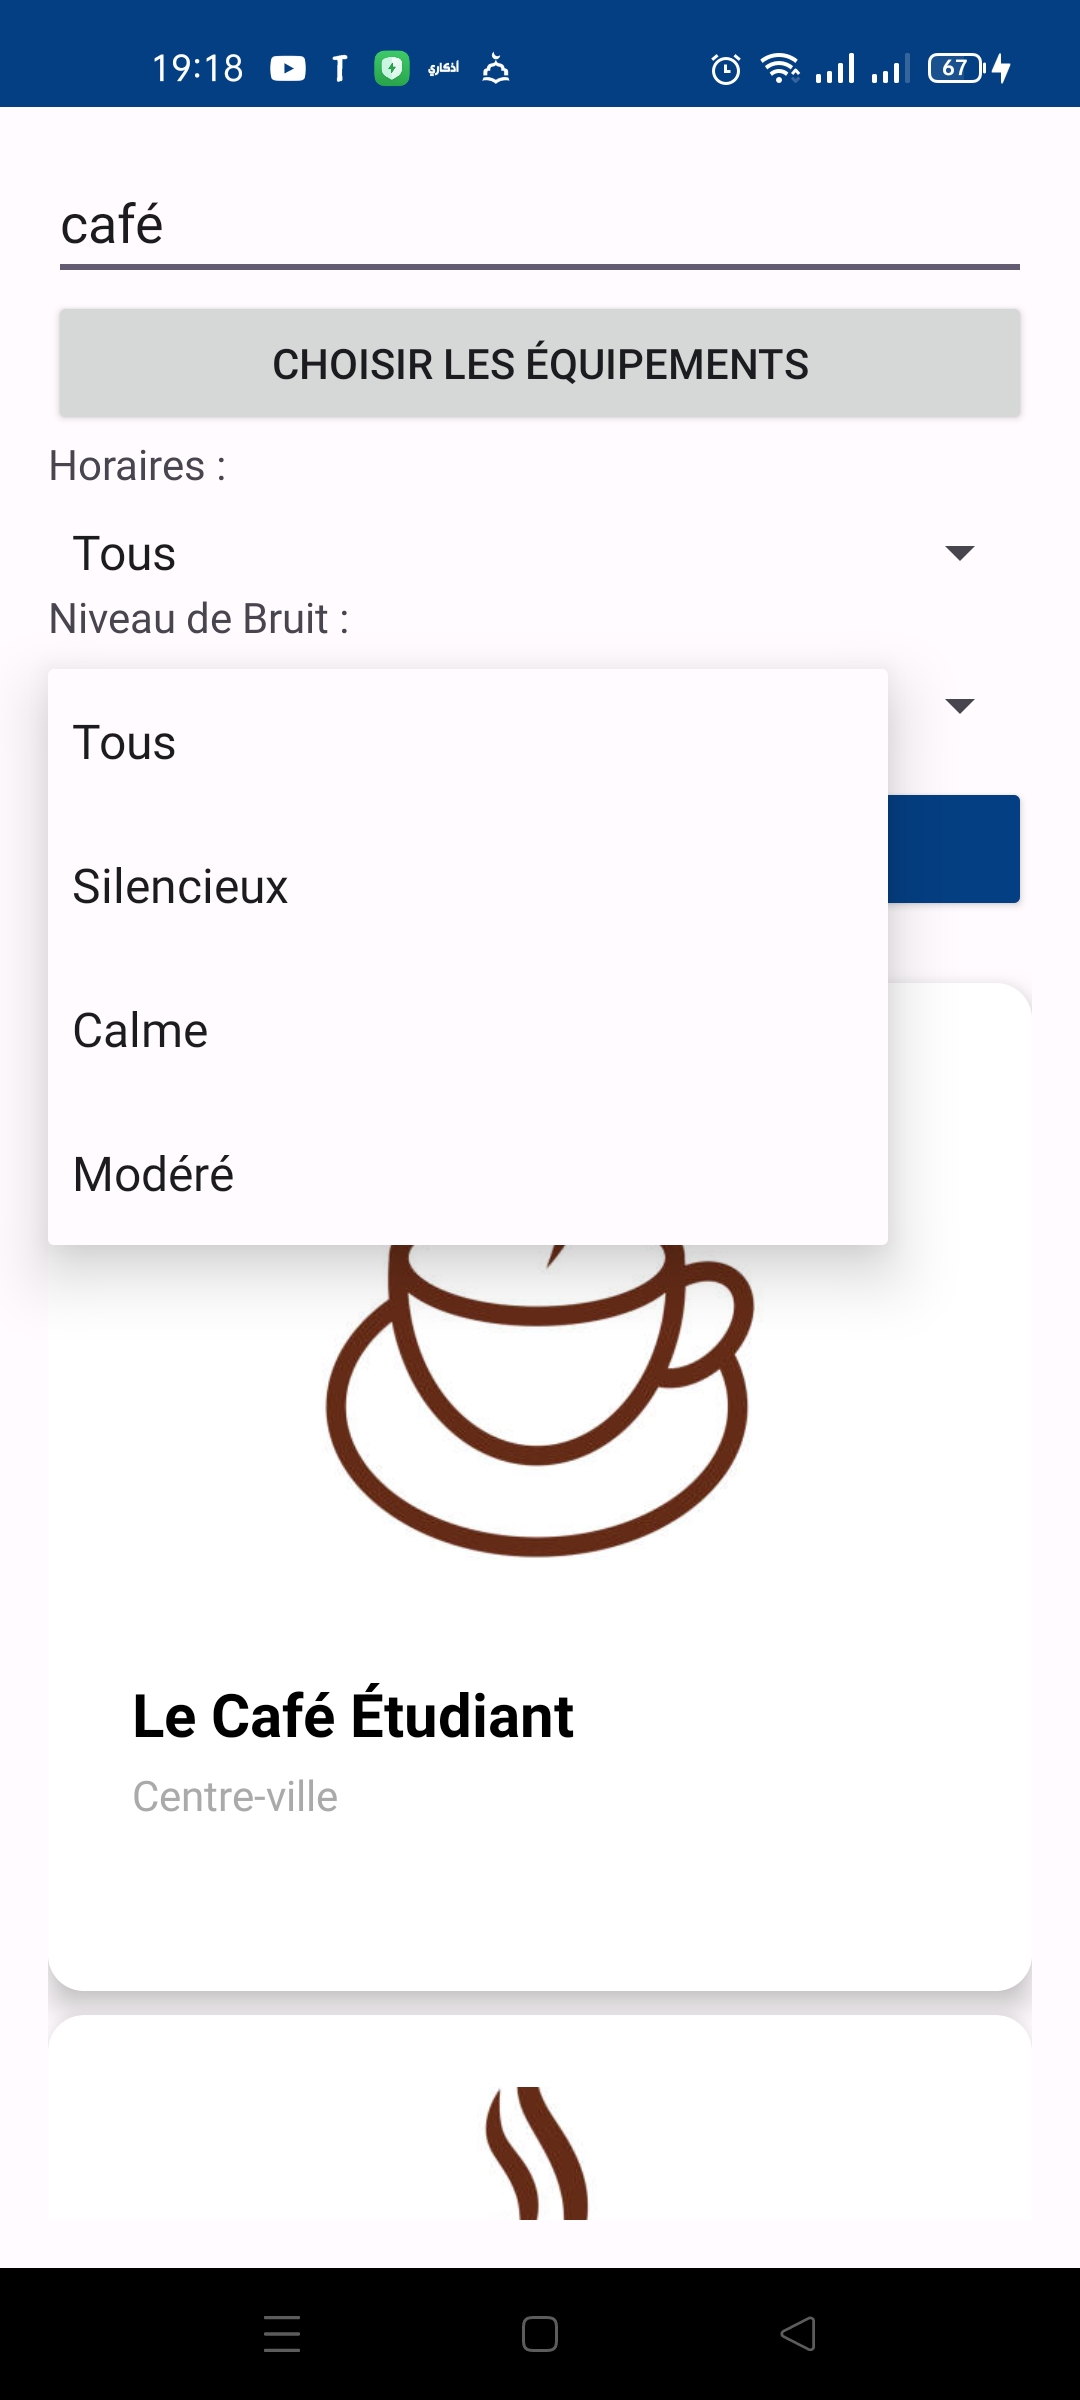 19:18 أذكاري 67
café
CHOISIR LES ÉQUIPEMENTS
Horaires :
Tous
Niveau de Bruit :
Tous
Silencieux
Calme
Modéré
Le Café Étudiant
Centre-ville